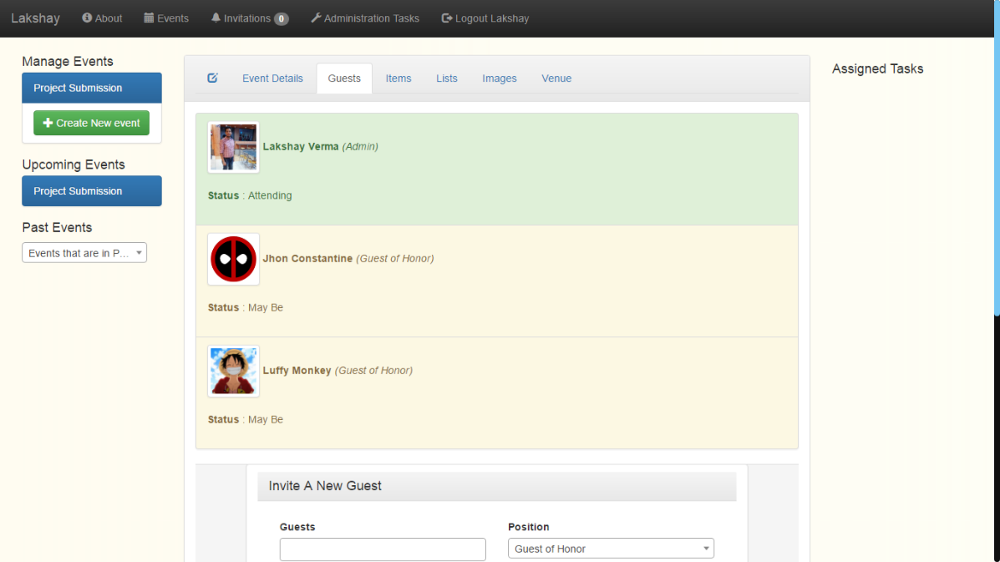 Lakshay About Events Invitations 0 Administration Tasks Logout Lakshay
Manage Events
Project Submission
Create New event
Upcoming Events
Project Submission
Past Events
Events that are in P...
Event Details Guests Items Lists Images Venue
Lakshay Verma (Admin)
Status : Attending
Jhon Constantine (Guest of Honor)
Status : May Be
Luffy Monkey (Guest of Honor)
Status : May Be
Invite A New Guest
Guests Position
Guest of Honor
Assigned Tasks